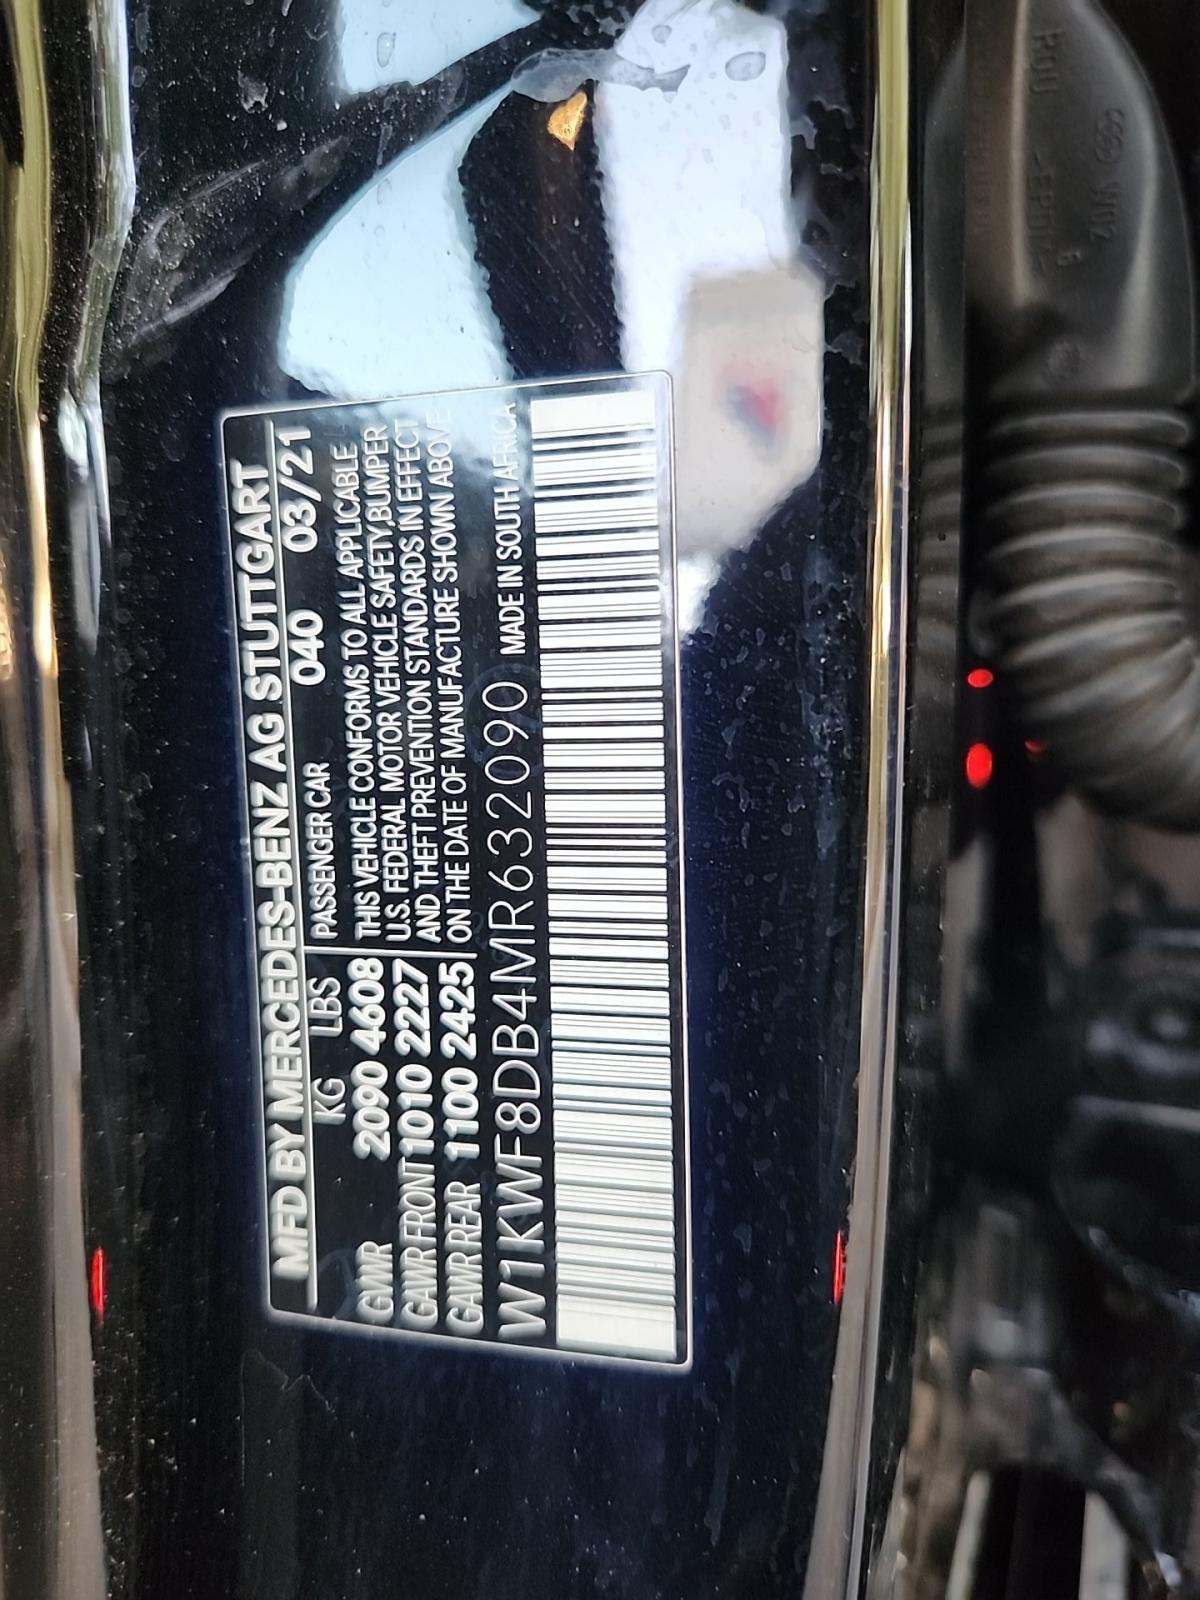 MFD BY MERCEDES-BENZ AG STUTTGART
KG LBS PASSENGER CAR 040 03/21
GVWR 2090 4608 THIS VEHICLE CONFORMS TO ALL APPLICABLE
GAWR FRONT 1010 2227 U.S. FEDERAL MOTOR VEHICLE SAFETY,BUMPER
GAWR REAR 1100 2425 AND THEFT PREVENTION STANDARDS IN EFFECT
ON THE DATE OF MANUFACTURE SHOWN ABOVE
W1KWF8DB4MR632090 MADE IN SOUTH AFRICA